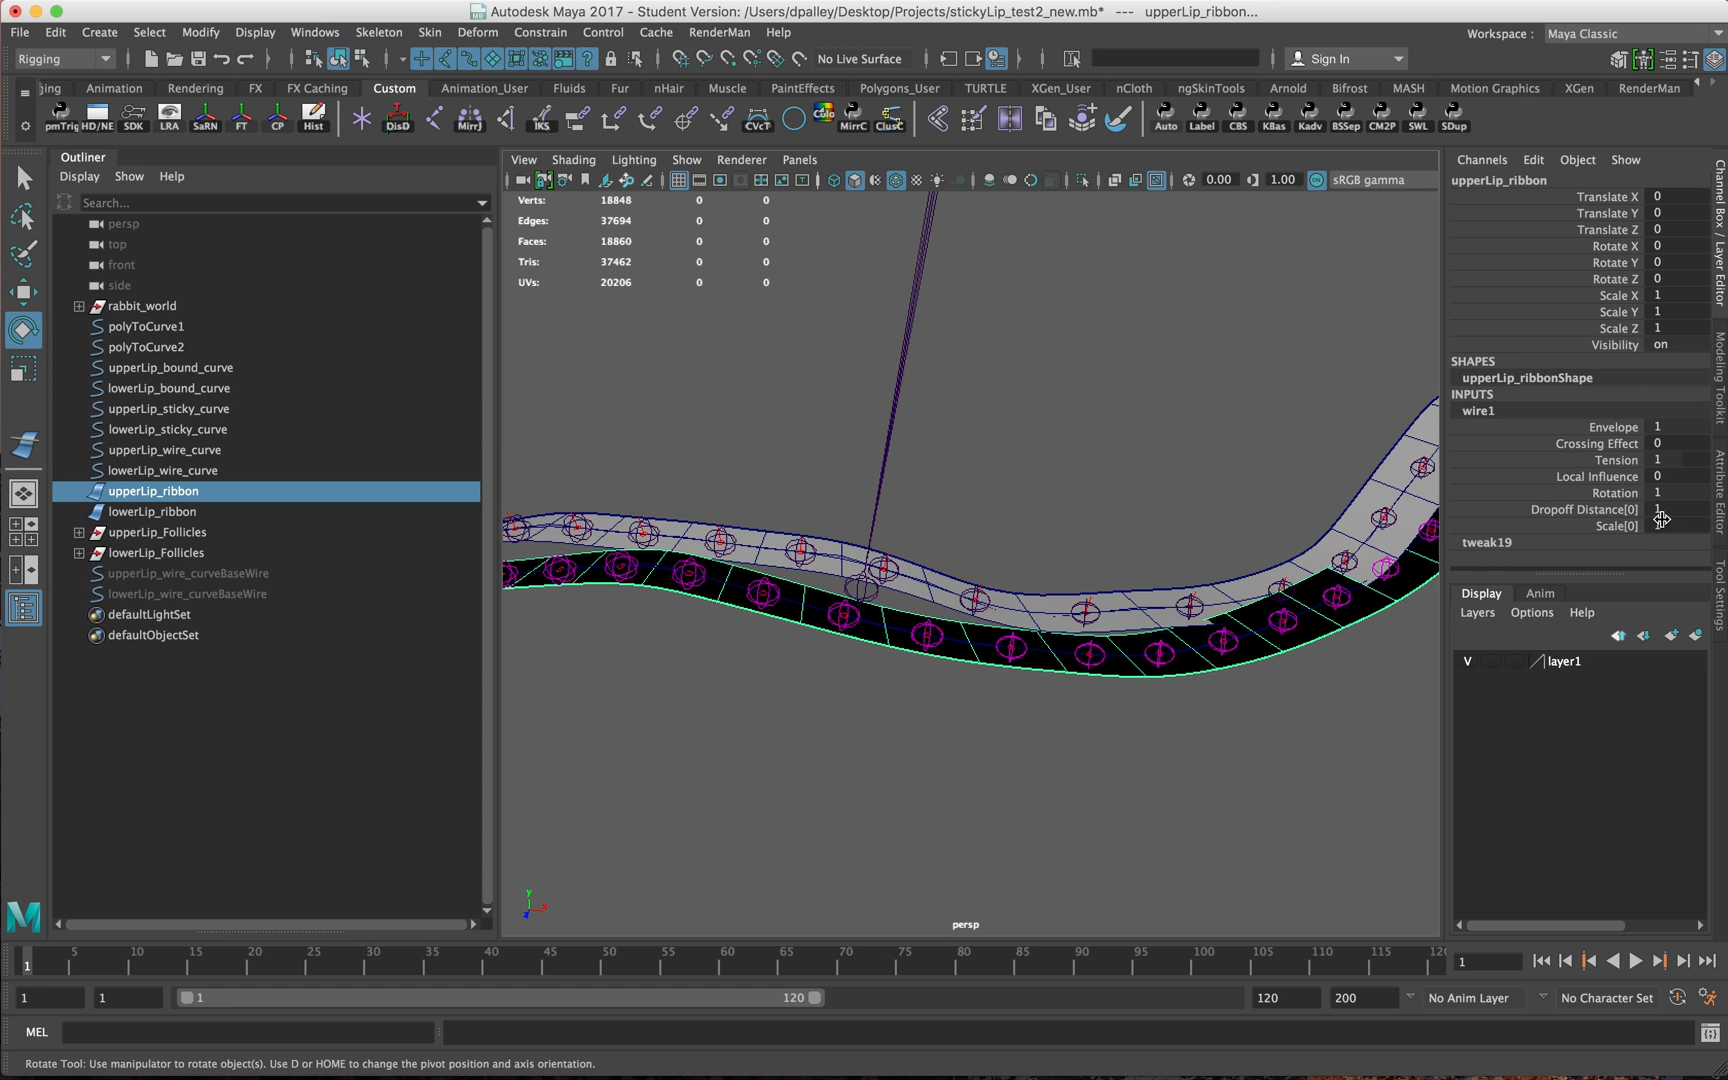 Autodesk Maya 2017 - Student Version: /Users/dpalley/Desktop/Projects/stickyLip_test2_new.mb* --- upperLip_ribbon...
File Edit Create Select Modify Display Windows Skeleton Skin Deform Constrain Control Cache RenderMan Help
Workspace : Maya Classic
Rigging
No Live Surface
Sign In
Animation Rendering FX FX Caching Custom Animation_User Fluids Fur nHair Muscle PaintEffects Polygons_User TURTLE XGen_User nCloth ngSkinTools Arnold Bifrost MASH Motion Graphics XGen RenderMan
pmTrig HD/NE SDK LRA SaRN FT CP Hist DisD MirrJ IKS CVcT MirrC ClusC Auto Label CBS KBas Kadv BSSep CM2P SWL SDup
Outliner
Display Show Help
Search...
persp
top
front
side
rabbit_world
polyToCurve1
polyToCurve2
upperLip_bound_curve
lowerLip_bound_curve
upperLip_sticky_curve
lowerLip_sticky_curve
upperLip_wire_curve
lowerLip_wire_curve
upperLip_ribbon
lowerLip_ribbon
upperLip_Follicles
lowerLip_Follicles
upperLip_wire_curveBaseWire
lowerLip_wire_curveBaseWire
defaultLightSet
defaultObjectSet
View Shading Lighting Show Renderer Panels
0.00 1.00 sRGB gamma
Verts: 18848 0 0
Edges: 37694 0 0
Faces: 18860 0 0
Tris: 37462 0 0
UVs: 20206 0 0
y
x
z
persp
Channels Edit Object Show
upperLip_ribbon
Translate X 0
Translate Y 0
Translate Z 0
Rotate X 0
Rotate Y 0
Rotate Z 0
Scale X 1
Scale Y 1
Scale Z 1
Visibility on
SHAPES
upperLip_ribbonShape
INPUTS
wire1
Envelope 1
Crossing Effect 0
Tension 1
Local Influence 0
Rotation 1
Dropoff Distance[0] 1
Scale[0]
tweak19
Display Anim
Layers Options Help
V layer1
Channel Box / Layer Editor
Modeling Toolkit
Attribute Editor
Tool Settings
5 10 15 20 25 30 35 40 45 50 55 60 65 70 75 80 85 90 95 100 105 110 115
1
1
1 1 1 120 120 200 No Anim Layer No Character Set
MEL
Rotate Tool: Use manipulator to rotate object(s). Use D or HOME to change the pivot position and axis orientation.